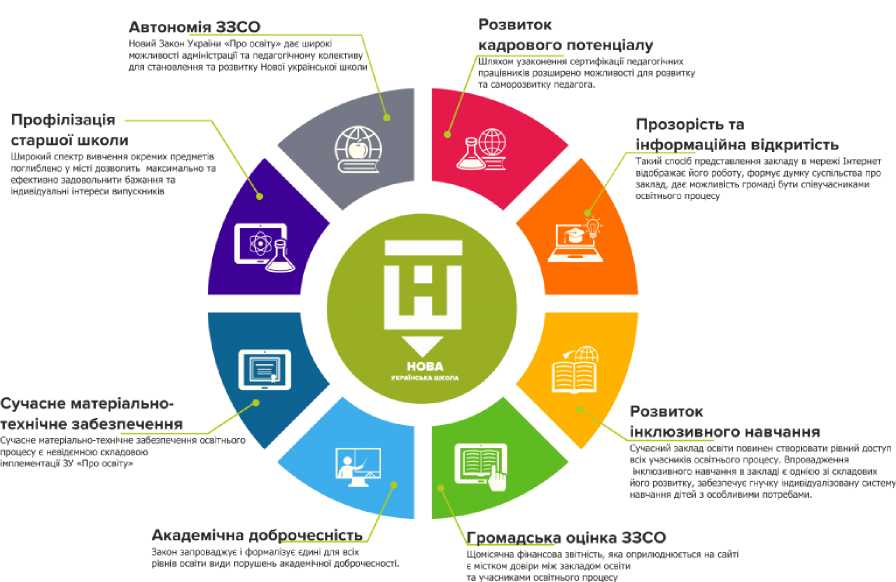 Автономія ЗЗСО
Новий Закон України «Про освіту» дає широкі
можливості адміністрації та педагогічному колективу
для становлення та розвитку Нової української школи
Розвиток
кадрового потенціалу
Шляхом узаконення сертифікації педагогічних
працівників розширено можливості для розвитку
та саморозвитку педагога.
Прозорість та
інформаційна відкритість
Такий спосіб представлення закладу в мережі Інтернет
відображає його роботу, формує думку суспільства про
заклад, дає можливість громаді бути співучасниками
освітнього процесу
Профілізація
старшої школи
Широкий спектр вивчення окремих предметів
поглиблено у місті дозволить максимально та
ефективно задовольнити бажання та
індивідуальні інтереси випускників
НОВА
УКРАЇНСЬКА ШКОЛА
Сучасне матеріально-
технічне забезпечення
Сучасне матеріально-технічне забезпечення освітнього
процесу є невідємною складовою
імплементації ЗУ «Про освіту»
Розвиток
інклюзивного навчання
Сучасний заклад освіти повинен створювати рівний доступ
всіх учасників освітнього процесу. Впровадження
інклюзивного навчання в закладі є однією зі складових
його розвитку, забезпечує гнучку індивідуалізовану систему
навчання дітей з особливими потребами.
Академічна доброчесність
Закон запроваджує і формалізує єдині для всіх
рівнів освіти види порушень академічної доброчесності.
Громадська оцінка ЗЗСО
Щомісячна фінансова звітність, яка оприлюднюється на сайті
є містком довіри між закладом освіти
та учасниками освітнього процесу